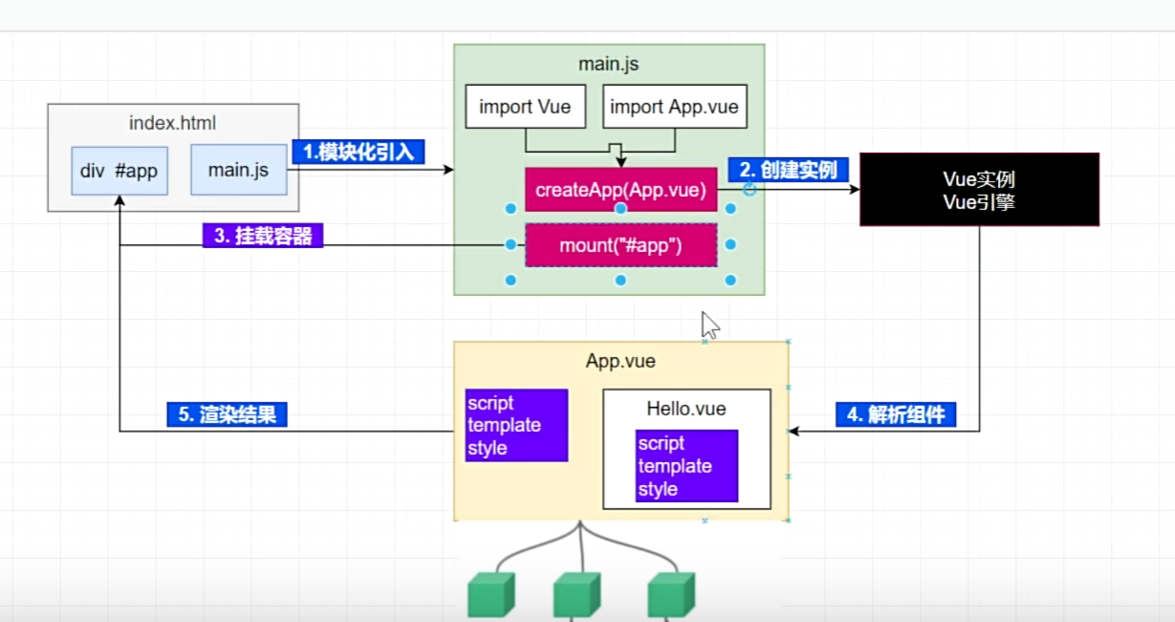 main.js
import Vue
import App.vue
index.html
div #app
main.js
1.模块化引入
createApp(App.vue)
2. 创建实例
Vue实例
Vue引擎
3. 挂载容器
mount("#app")
App.vue
script
template
style
Hello.vue
script
template
style
5. 渲染结果
4. 解析组件